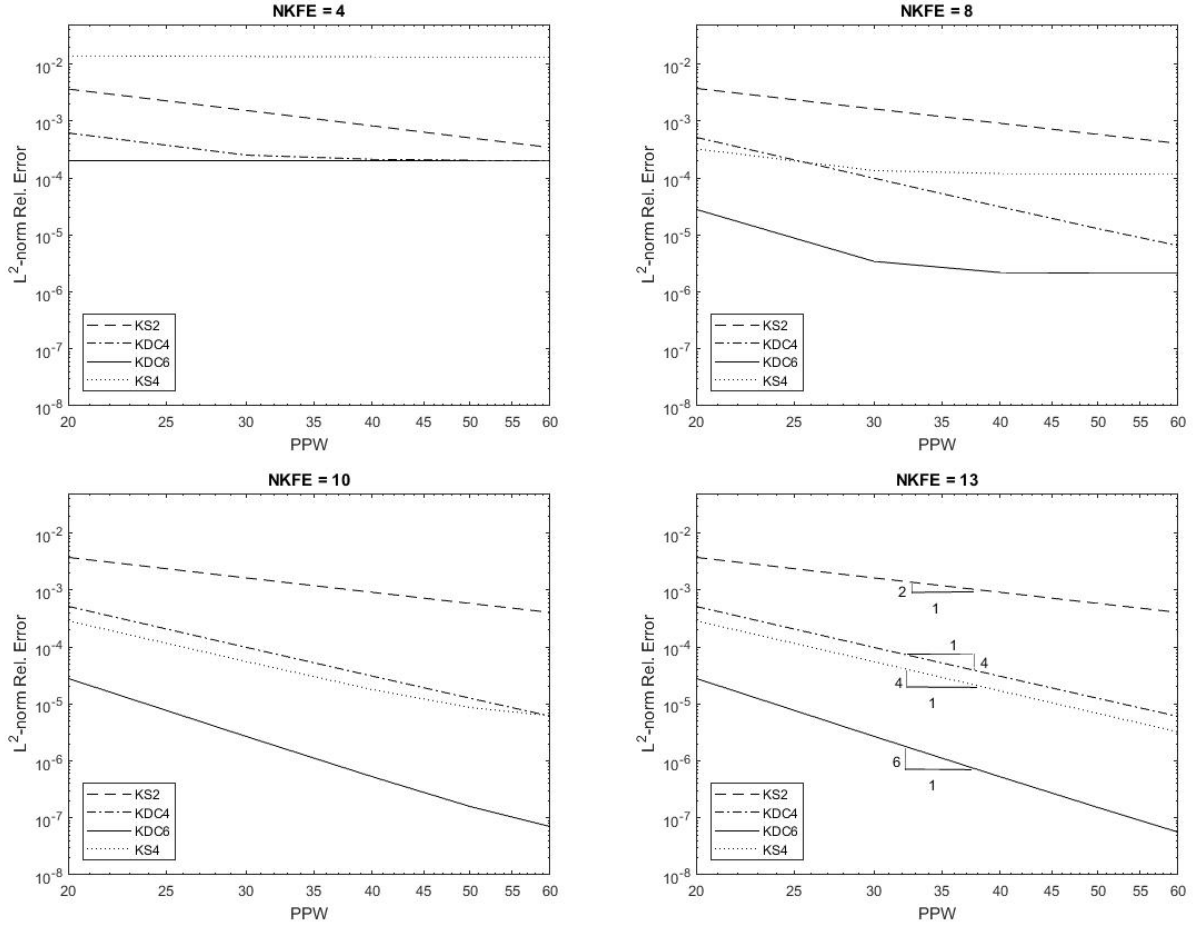 NKFE = 4
10^-2
10^-3
10^-4
10^-5
10^-6
10^-7
10^-8
L^2-norm Rel. Error
KS2
KDC4
KDC6
KS4
20 25 30 35 40 45 50 55 60
PPW
NKFE = 8
10^-2
10^-3
10^-4
10^-5
10^-6
10^-7
10^-8
L^2-norm Rel. Error
KS2
KDC4
KDC6
KS4
20 25 30 35 40 45 50 55 60
PPW
NKFE = 10
10^-2
10^-3
10^-4
10^-5
10^-6
10^-7
10^-8
L^2-norm Rel. Error
KS2
KDC4
KDC6
KS4
20 25 30 35 40 45 50 55 60
PPW
NKFE = 13
10^-2
10^-3
10^-4
10^-5
10^-6
10^-7
10^-8
L^2-norm Rel. Error
2
1
1
4
4
1
6
1
KS2
KDC4
KDC6
KS4
20 25 30 35 40 45 50 55 60
PPW